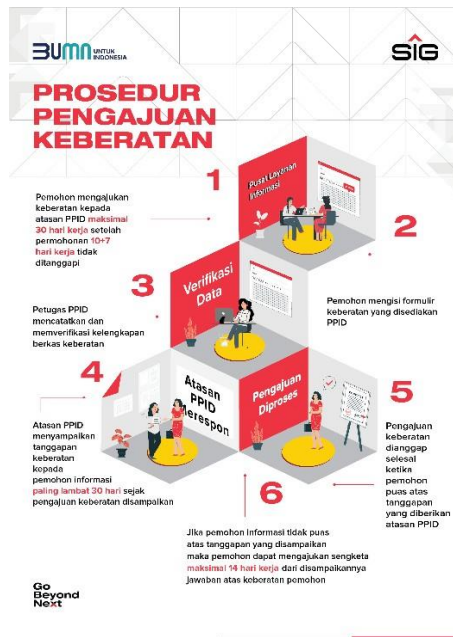 BUMN UNTUK
INDONESIA
SIG
PROSEDUR
PENGAJUAN
KEBERATAN
1
Pusat Layanan
Informasi
Pemohon mengajukan
keberatan kepada
atasan PPID maksimal
30 hari kerja setelah
permohonan 10+7
hari kerja tidak
ditanggapi
2
Pemohon mengisi formulir
keberatan yang disediakan
PPID
3
Verifikasi
Data
Petugas PPID
mencatatkan dan
memverifikasi kelengkapan
berkas keberatan
4
Atasan
PPID
Merespon
Atasan PPID
menyampaikan
tanggapan
keberatan
kepada
pemohon informasi
paling lambat 30 hari sejak
pengajuan keberatan disampaikan
Pengajuan
Diproses
5
Pengajuan
keberatan
dianggap
selesai
ketika
pemohon
puas atas
tanggapan
yang diberikan
atasan PPID
6
Jika pemohon informasi tidak puas
atas tanggapan yang disampaikan
maka pemohon dapat mengajukan sengketa
maksimal 14 hari kerja dari disampaikannya
jawaban atas keberatan pemohon
Go
Beyond
Next